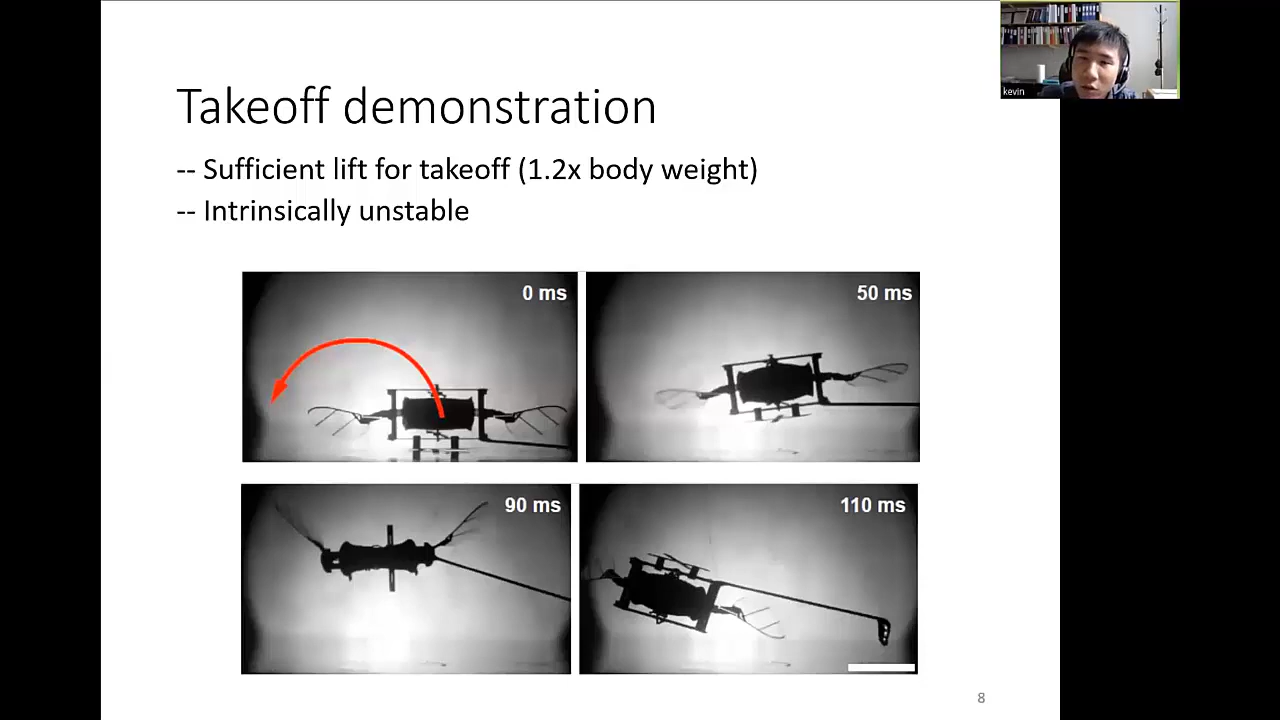 kevin
Takeoff demonstration
-- Sufficient lift for takeoff (1.2x body weight)
-- Intrinsically unstable
0 ms
50 ms
90 ms
110 ms
8